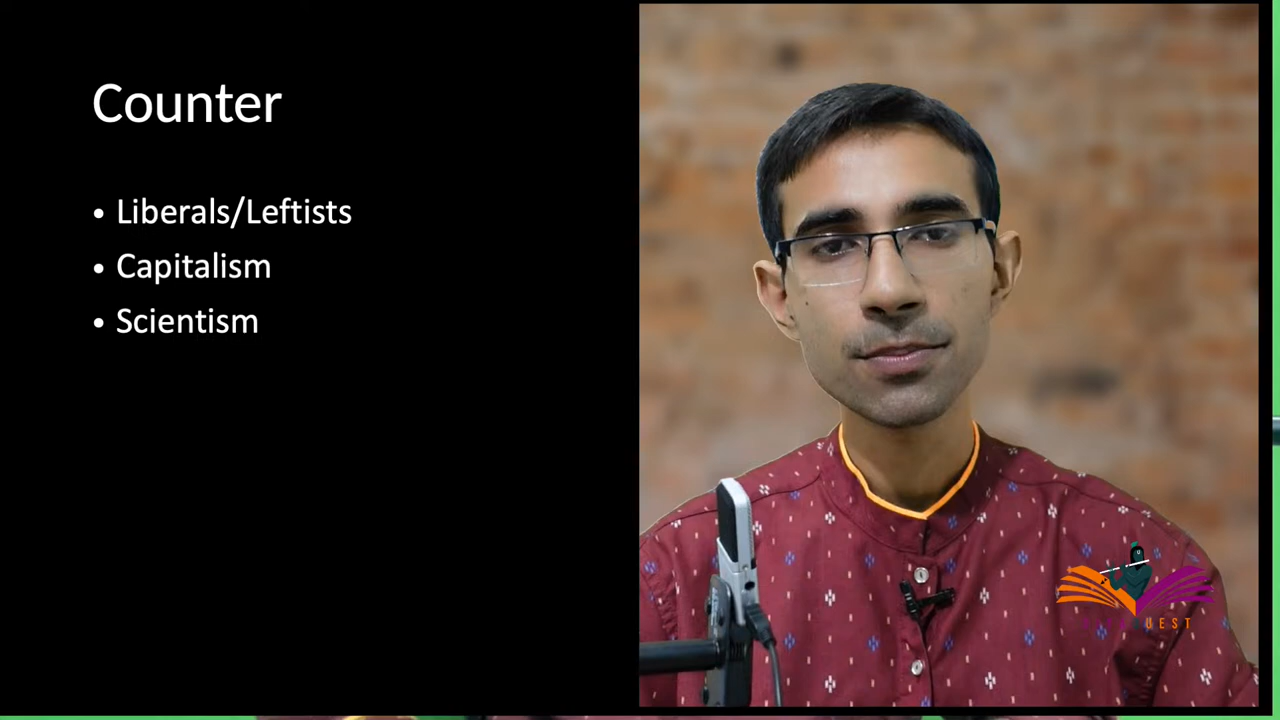 Counter
• Liberals/Leftists
• Capitalism
• Scientism